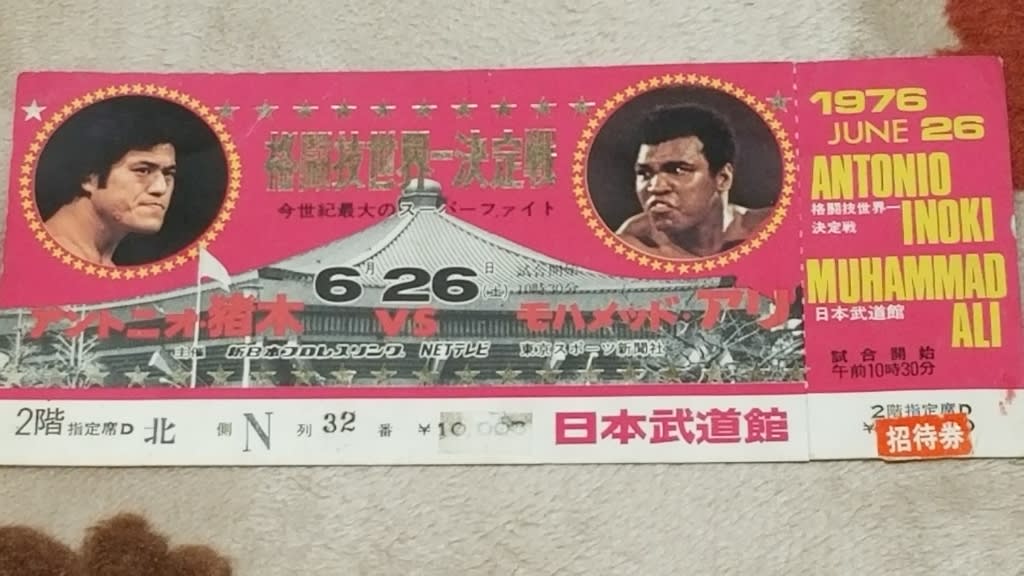 格闘技世界一決定戦
今世紀最大のスーパーファイト
6月26日(土) 試合開始 10時30分
アントニオ猪木 VS モハメッド・アリ
主催 新日本プロレスリング NETテレビ 東京スポーツ新聞社
2階 指定席D 北 側 N 列 32 番 ¥10,000 日本武道館
1976
JUNE 26
ANTONIO
格闘技世界一
決定戦
INOKI
MUHAMMAD
日本武道館
ALI
試合開始
午前10時30分
2階指定席D
¥
招待券